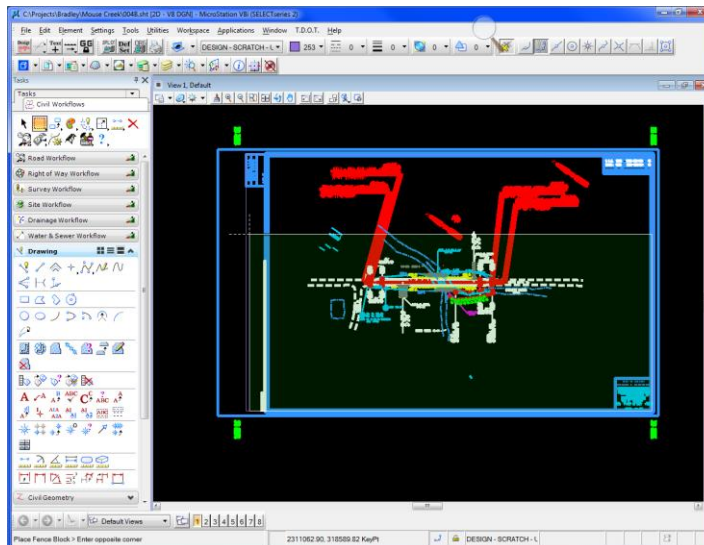 C:\Projects\Bradley\Mouse Creek\0048.sht [2D - V8 DGN] - MicroStation V8i (SELECTseries 2)
File Edit Element Settings Tools Utilities Workspace Applications Window T.D.O.T. Help
DESIGN - SCRATCH - L 253 0 0 0 0
Tasks
Tasks
Civil Workflows
View 1, Default
Road Workflow
Right of Way Workflow
Survey Workflow
Site Workflow
Drainage Workflow
Water & Sewer Workflow
Drawing
Civil Geometry
Default Views 1 2 3 4 5 6 7 8
Place Fence Block > Enter opposite corner 2311062.90, 318589.82 KeyPt DESIGN - SCRATCH - L